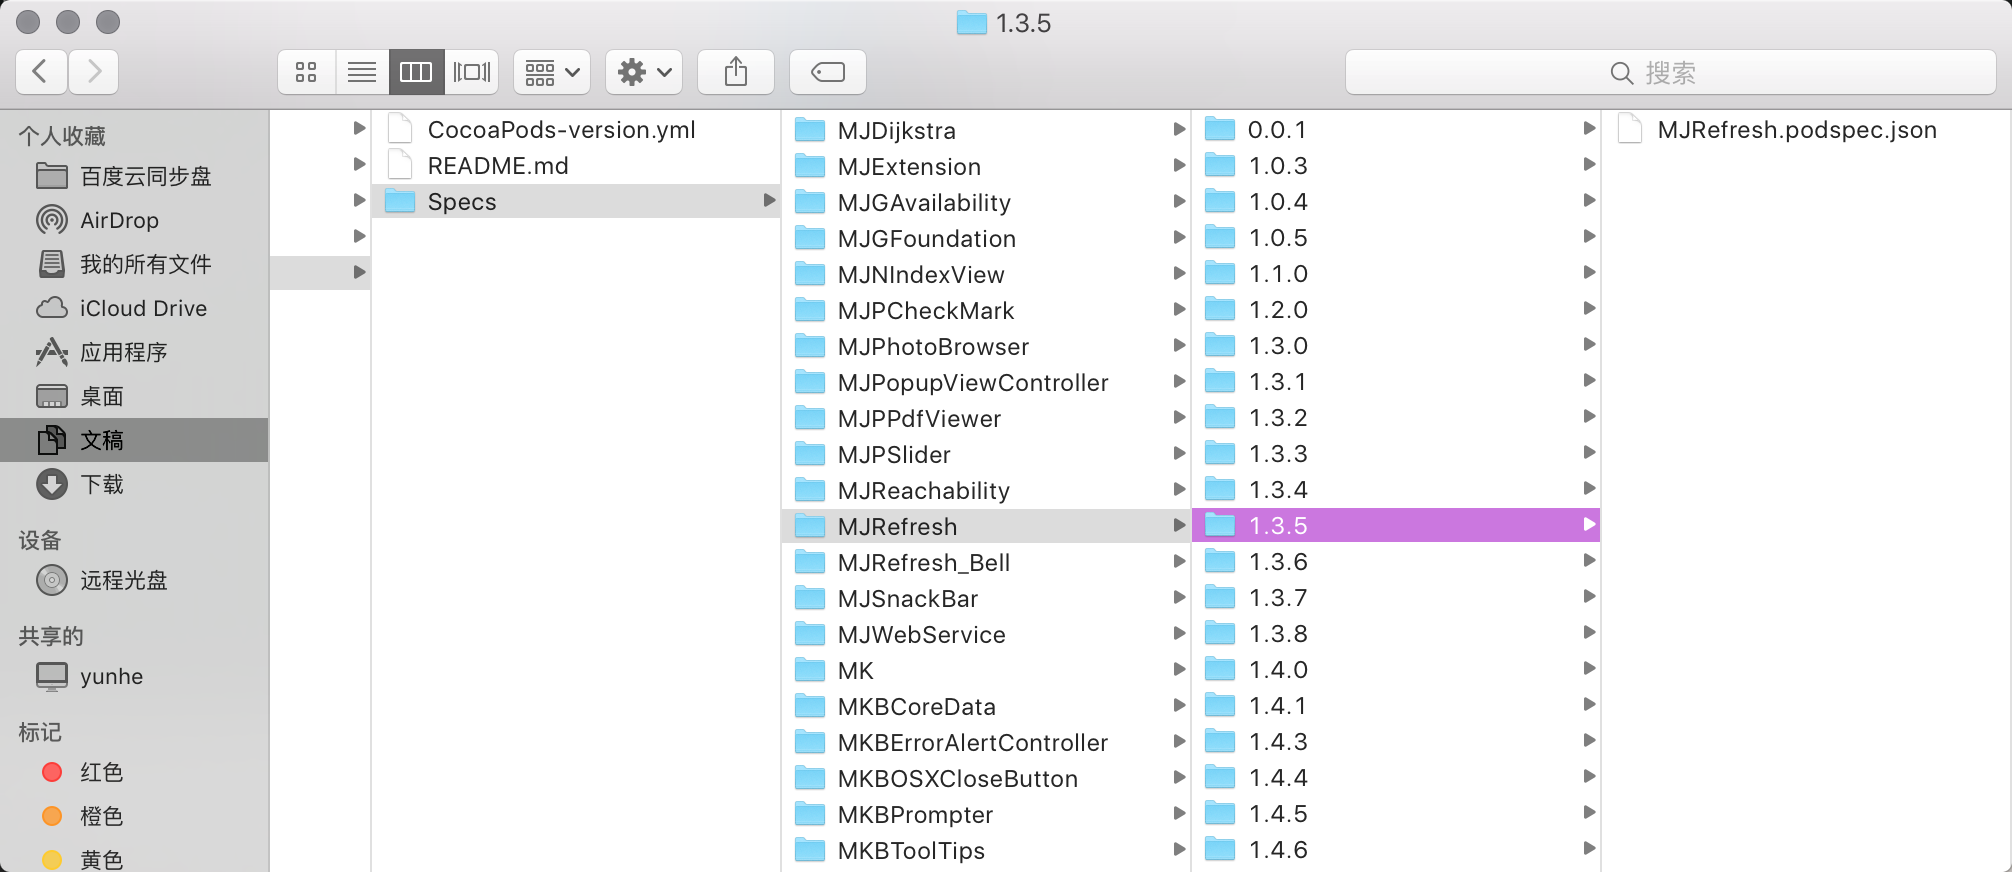 1.3.5
搜索
个人收藏
百度云同步盘
AirDrop
我的所有文件
iCloud Drive
应用程序
桌面
文稿
下载
设备
远程光盘
共享的
yunhe
标记
红色
橙色
黄色
CocoaPods-version.yml
README.md
Specs
MJDijkstra
MJExtension
MJGAvailability
MJGFoundation
MJNIndexView
MJPCheckMark
MJPhotoBrowser
MJPopupViewController
MJPPdfViewer
MJPSlider
MJReachability
MJRefresh
MJRefresh_Bell
MJSnackBar
MJWebService
MK
MKBCoreData
MKBErrorAlertController
MKBOSXCloseButton
MKBPrompter
MKBToolTips
0.0.1
1.0.3
1.0.4
1.0.5
1.1.0
1.2.0
1.3.0
1.3.1
1.3.2
1.3.3
1.3.4
1.3.5
1.3.6
1.3.7
1.3.8
1.4.0
1.4.1
1.4.3
1.4.4
1.4.5
1.4.6
MJRefresh.podspec.json